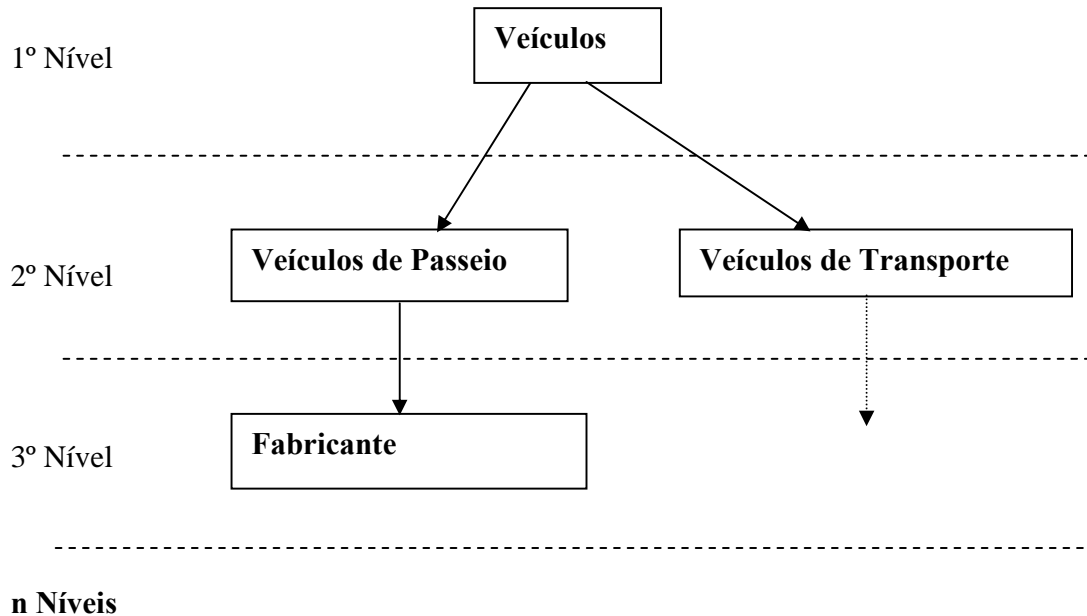 Veículos
1º Nível
Veículos de Passeio
Veículos de Transporte
2º Nível
Fabricante
3º Nível
n Níveis